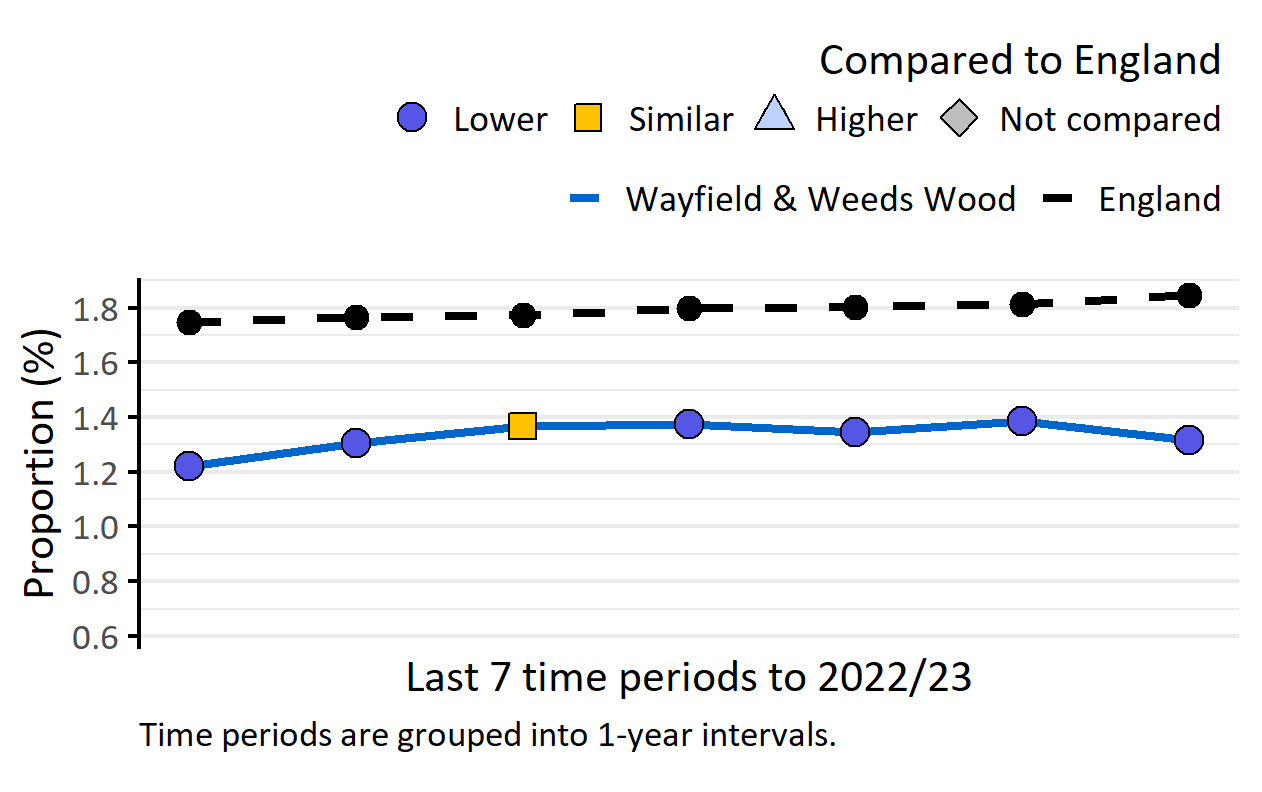 Compared to England
Lower Similar Higher Not compared
Wayfield & Weeds Wood England
Proportion (%)
1.8
1.6
1.4
1.2
1.0
0.8
0.6
Last 7 time periods to 2022/23
Time periods are grouped into 1-year intervals.